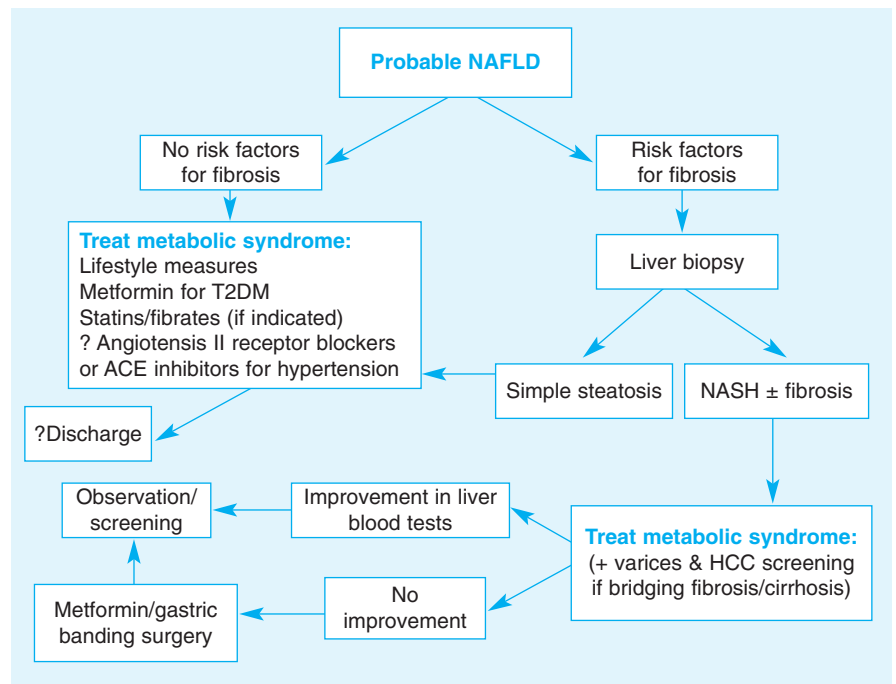 Probable NAFLD
No risk factors
for fibrosis
Risk factors
for fibrosis
Treat metabolic syndrome:
Lifestyle measures
Metformin for T2DM
Statins/fibrates (if indicated)
? Angiotensis II receptor blockers
or ACE inhibitors for hypertension
Liver biopsy
Simple steatosis
NASH ± fibrosis
?Discharge
Observation/
screening
Improvement in liver
blood tests
Treat metabolic syndrome:
(+ varices & HCC screening
if bridging fibrosis/cirrhosis)
Metformin/gastric
banding surgery
No
improvement